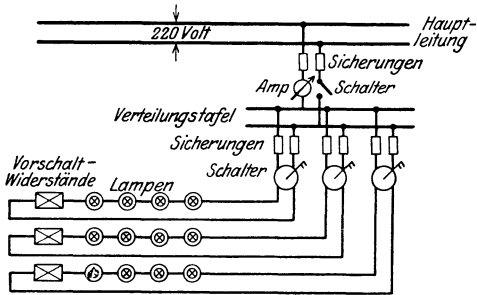 220 Volt
Haupt-
leitung
Sicherungen
Amp
Schalter
Verteilungstafel
Sicherungen
Schalter
Vorschalt-
Widerstände
Lampen